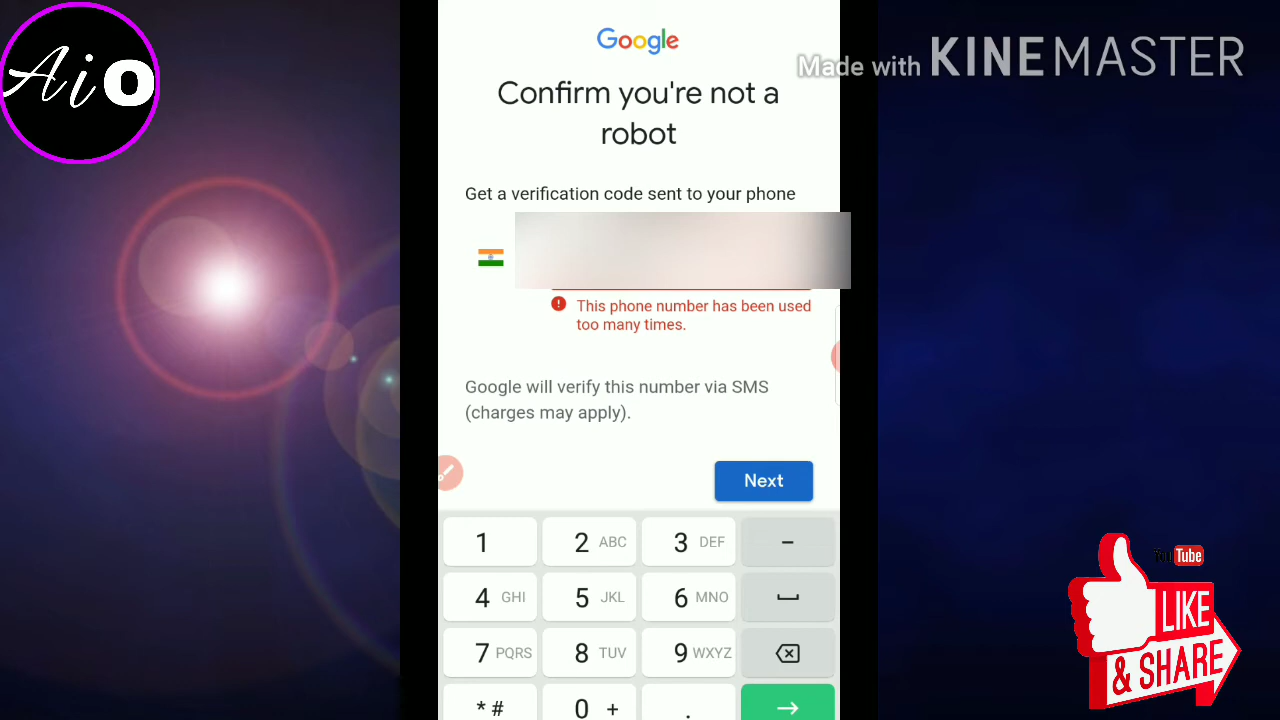 AiO
Google
Made with KINEMASTER
Confirm you're not a
robot
Get a verification code sent to your phone
This phone number has been used
too many times.
Google will verify this number via SMS
(charges may apply).
Next
1
2 ABC
3 DEF
-
4 GHI
5 JKL
6 MNO
7 PQRS
8 TUV
9 WXYZ
* #
0 +
.
You Tube
LIKE
& SHARE